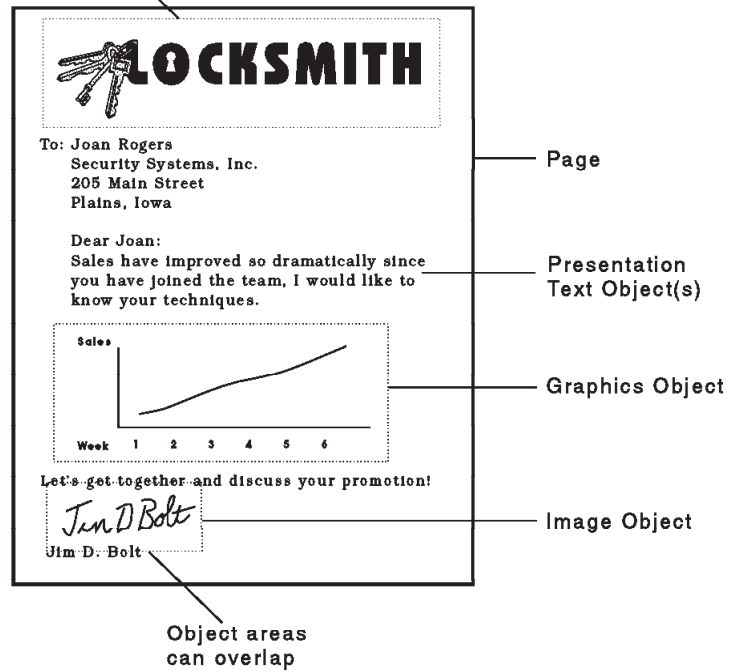 LOCKSMITH
To: Joan Rogers
Security Systems, Inc.
205 Main Street
Plains, Iowa
Page
Dear Joan:
Sales have improved so dramatically since
you have joined the team, I would like to
know your techniques.
Presentation
Text Object(s)
Sales
Week 1 2 3 4 5 6
Graphics Object
Let's get together and discuss your promotion!
Jim D Bolt
Jim D. Bolt
Image Object
Object areas
can overlap